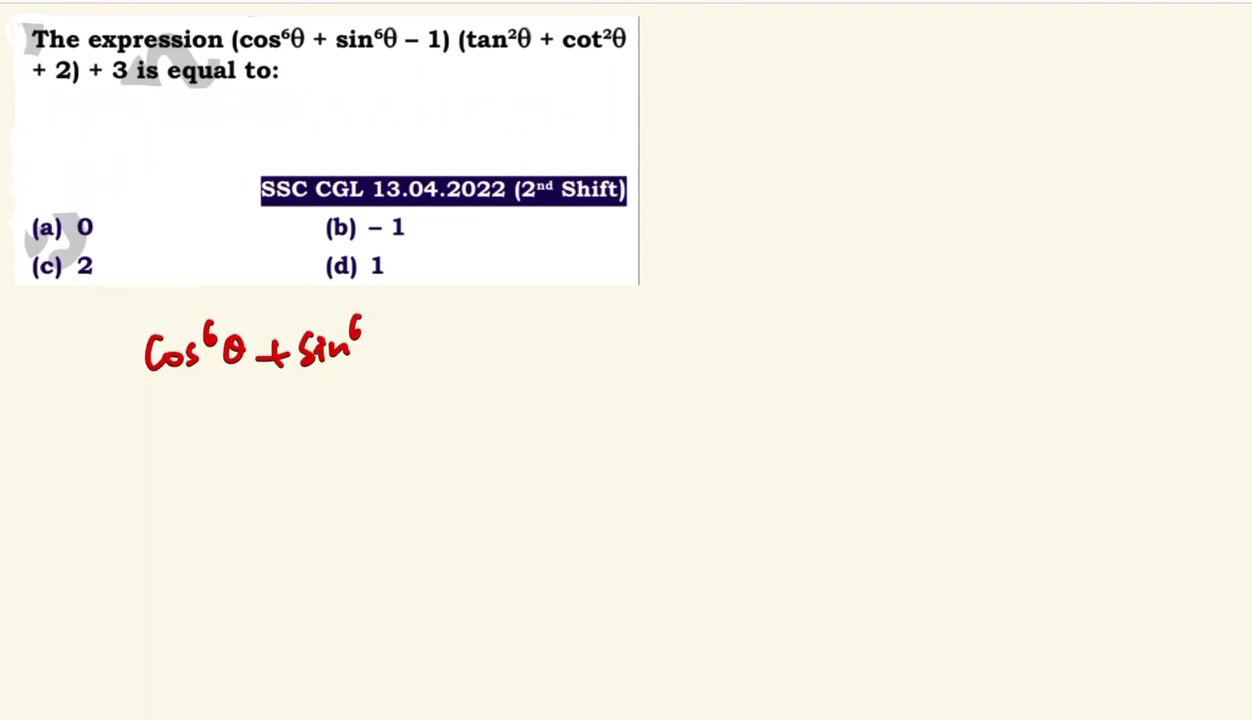 The expression (cos⁶θ + sin⁶θ – 1) (tan²θ + cot²θ
+ 2) + 3 is equal to:
SSC CGL 13.04.2022 (2nd Shift)
(a) 0 (b) – 1
(c) 2 (d) 1
cos⁶θ + sin⁶